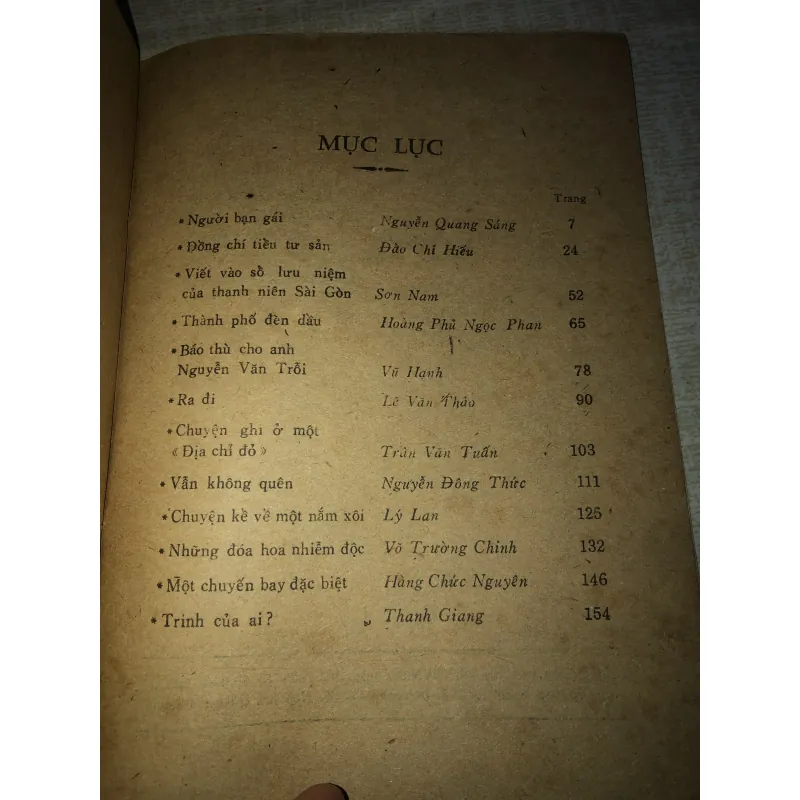 MỤC LỤC
Trang
* Người bạn gái Nguyễn Quang Sáng 7
* Đồng chí tiểu tư sản Đào Chí Hiếu 24
* Viết vào sổ lưu niệm
của thanh niên Sài Gòn Sơn Nam 52
* Thành phố đèn dầu Hoàng Phủ Ngọc Phan 65
* Báo thù cho anh
Nguyễn Văn Trỗi Vũ Hạnh 78
* Ra đi Lê Văn Thảo 90
* Chuyện ghi ở một
« Địa chỉ đỏ » Trần Văn Tuấn 103
* Vẫn không quên Nguyễn Đông Thức 111
* Chuyện kể về một nắm xôi Lý Lan 125
* Những đóa hoa nhiễm độc Võ Trường Chinh 132
* Một chuyến bay đặc biệt Hằng Chức Nguyên 146
* Trinh của ai ? Thanh Giang 154